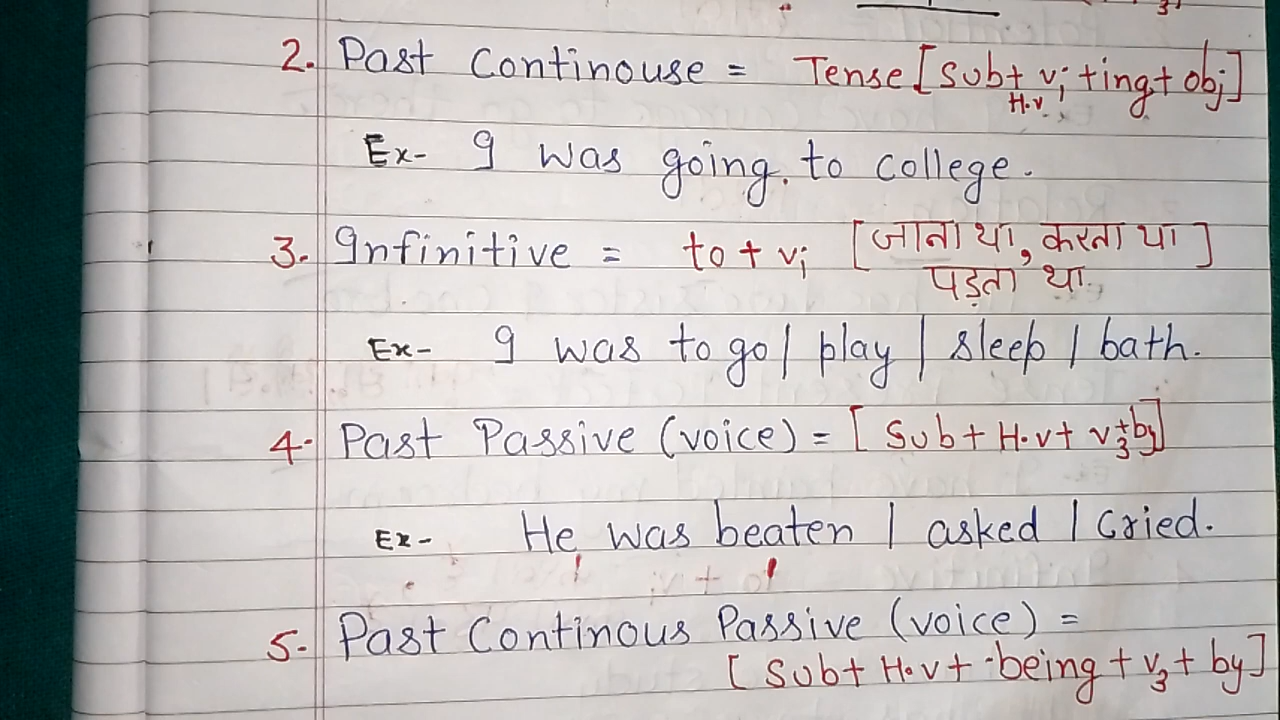 2. Past Continouse = Tense [Sub+ H.v v1 +ing+ obj]
Ex- I was going. to college.
3. Infinitive = to + v1 [जाना था, करना था]
पड़ता था.
Ex- I was to go | play | sleep | bath.
4- Past Passive (voice) = [Sub+ H.v+ v3 +by]
Ex- He was beaten | asked | cried.
5- Past Continous Passive (voice) =
[Sub+ H.v+ being + v3 + by]